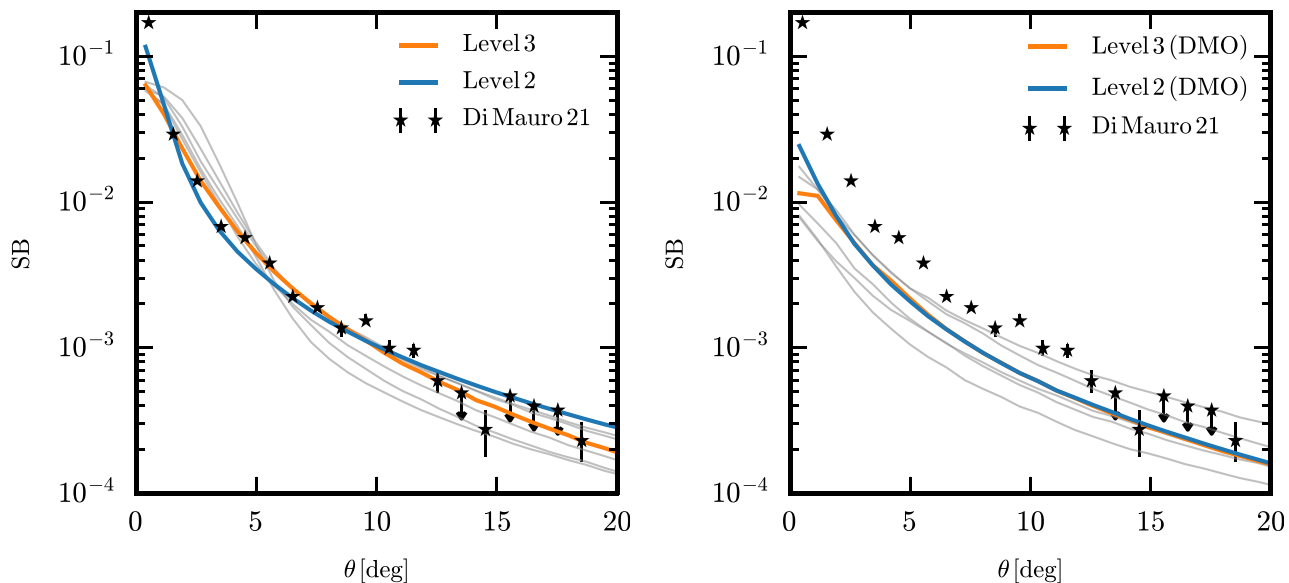 Level 3
Level 2
Di Mauro 21
10⁻¹
10⁻²
10⁻³
10⁻⁴
SB
0 5 10 15 20
θ [deg]
Level 3 (DMO)
Level 2 (DMO)
Di Mauro 21
10⁻¹
10⁻²
10⁻³
10⁻⁴
SB
0 5 10 15 20
θ [deg]